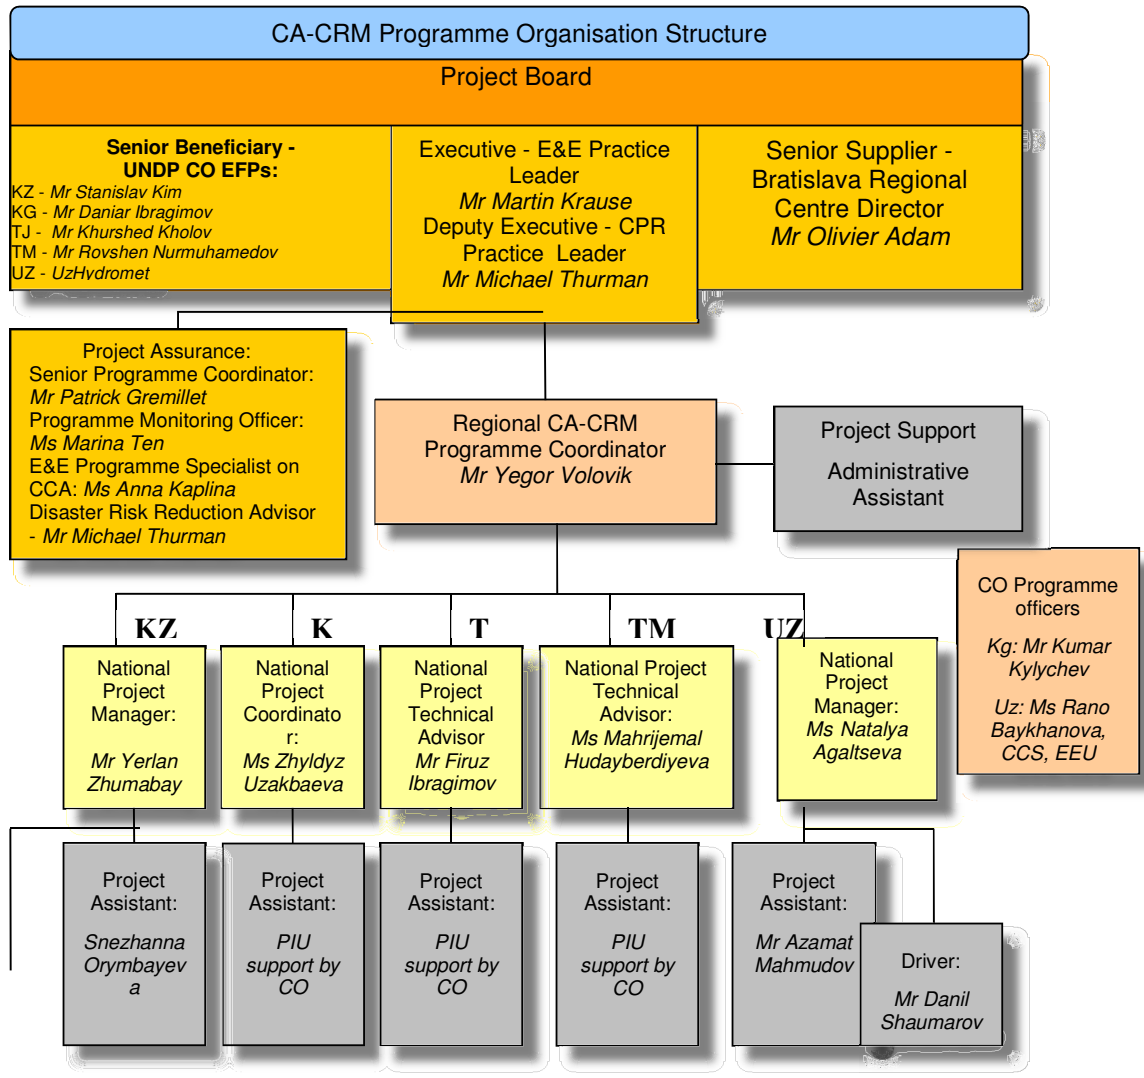 CA-CRM Programme Organisation Structure
Project Board
Senior Beneficiary -
UNDP CO EFPs:
KZ - Mr Stanislav Kim
KG - Mr Daniar Ibragimov
TJ - Mr Khurshed Kholov
TM - Mr Rovshen Nurmuhamedov
UZ - UzHydromet
Executive - E&E Practice
Leader
Mr Martin Krause
Deputy Executive - CPR
Practice Leader
Mr Michael Thurman
Senior Supplier -
Bratislava Regional
Centre Director
Mr Olivier Adam
Project Assurance:
Senior Programme Coordinator:
Mr Patrick Gremillet
Programme Monitoring Officer:
Ms Marina Ten
E&E Programme Specialist on
CCA: Ms Anna Kaplina
Disaster Risk Reduction Advisor
- Mr Michael Thurman
Regional CA-CRM
Programme Coordinator
Mr Yegor Volovik
Project Support
Administrative
Assistant
CO Programme
officers
Kg: Mr Kumar
Kylychev
Uz: Ms Rano
Baykhanova,
CCS, EEU
KZ
K
T
TM
UZ
National
Project
Manager:
Mr Yerlan
Zhumabay
National
Project
Coordinato
r:
Ms Zhyldyz
Uzakbaeva
National
Project
Technical
Advisor
Mr Firuz
Ibragimov
National Project
Technical
Advisor:
Ms Mahrijemal
Hudayberdiyeva
National
Project
Manager:
Ms Natalya
Agaltseva
Project
Assistant:
Snezhanna
Orymbayev
a
Project
Assistant:
PIU
support by
CO
Project
Assistant:
PIU
support by
CO
Project
Assistant:
PIU
support by
CO
Project
Assistant:
Mr Azamat
Mahmudov
Driver:
Mr Danil
Shaumarov